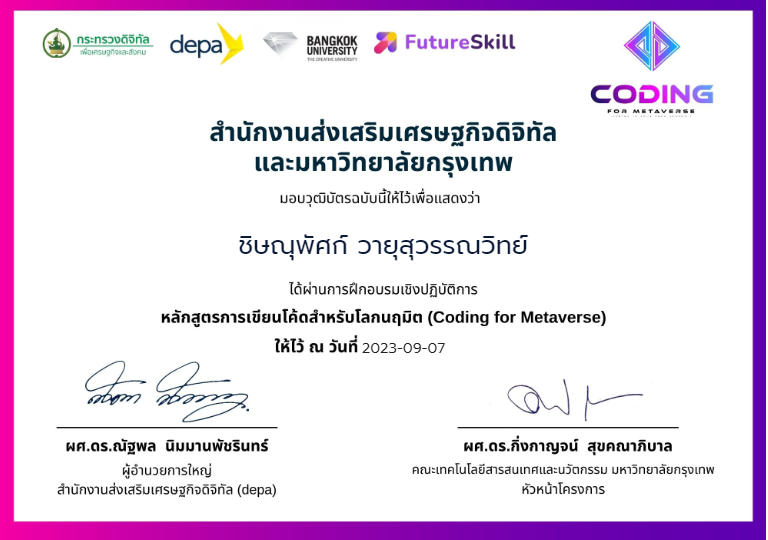 กระทรวงดิจิทัล
เพื่อเศรษฐกิจและสังคม
depa
BANGKOK
UNIVERSITY
THE CREATIVE UNIVERSITY
FutureSkill
CODING
FOR METAVERSE
สำนักงานส่งเสริมเศรษฐกิจดิจิทัล
และมหาวิทยาลัยกรุงเทพ
มอบวุฒิบัตรฉบับนี้ให้ไว้เพื่อแสดงว่า
ชิษณุพัศก์ วายุสุวรรณวิทย์
ได้ผ่านการฝึกอบรมเชิงปฏิบัติการ
หลักสูตรการเขียนโค้ดสำหรับโลกนฤมิต (Coding for Metaverse)
ให้ไว้ ณ วันที่ 2023-09-07
ผศ.ดร.ณัฐพล นิมมานพัชรินทร์
ผู้อำนวยการใหญ่
สำนักงานส่งเสริมเศรษฐกิจดิจิทัล (depa)
ผศ.ดร.กิ่งกาญจน์ สุขคณาภิบาล
คณะเทคโนโลยีสารสนเทศและนวัตกรรม มหาวิทยาลัยกรุงเทพ
หัวหน้าโครงการ